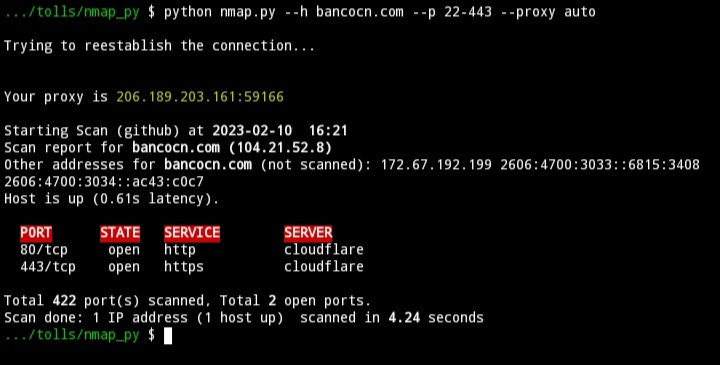 .../tolls/nmap_py $ python nmap.py --h bancocn.com --p 22-443 --proxy auto
Trying to reestablish the connection...
Your proxy is 206.189.203.161:59166
Starting Scan (github) at 2023-02-10  16:21
Scan report for bancocn.com (104.21.52.8)
Other addresses for bancocn.com (not scanned): 172.67.192.199 2606:4700:3033::6815:3408
2606:4700:3034::ac43:c0c7
Host is up (0.61s latency).
PORT STATE SERVICE SERVER
80/tcp open http cloudflare
443/tcp open https cloudflare
Total 422 port(s) scanned, Total 2 open ports.
Scan done: 1 IP address (1 host up)  scanned in 4.24 seconds
.../tolls/nmap_py $